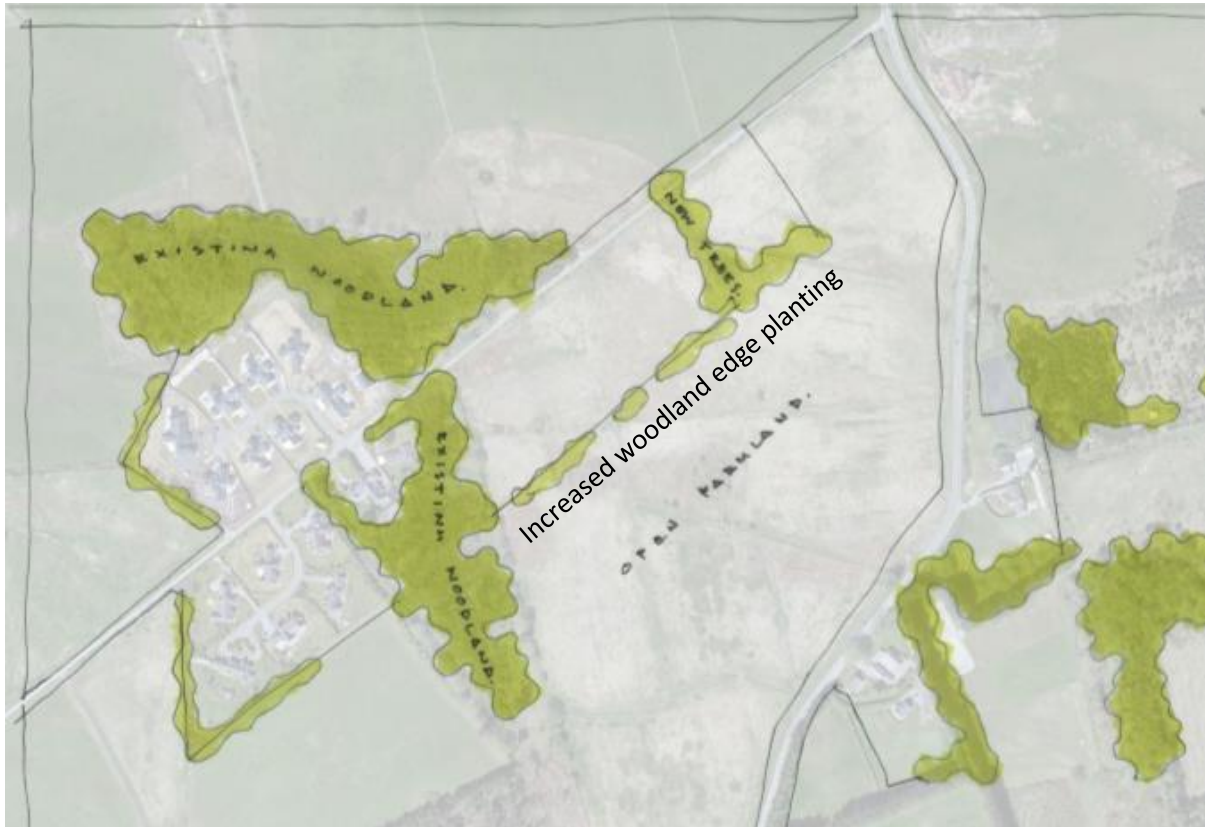 EXISTING WOODLAND.
NEW TREES.
Increased woodland edge planting
EXISTING WOODLAND.
OPEN FARMLAND.